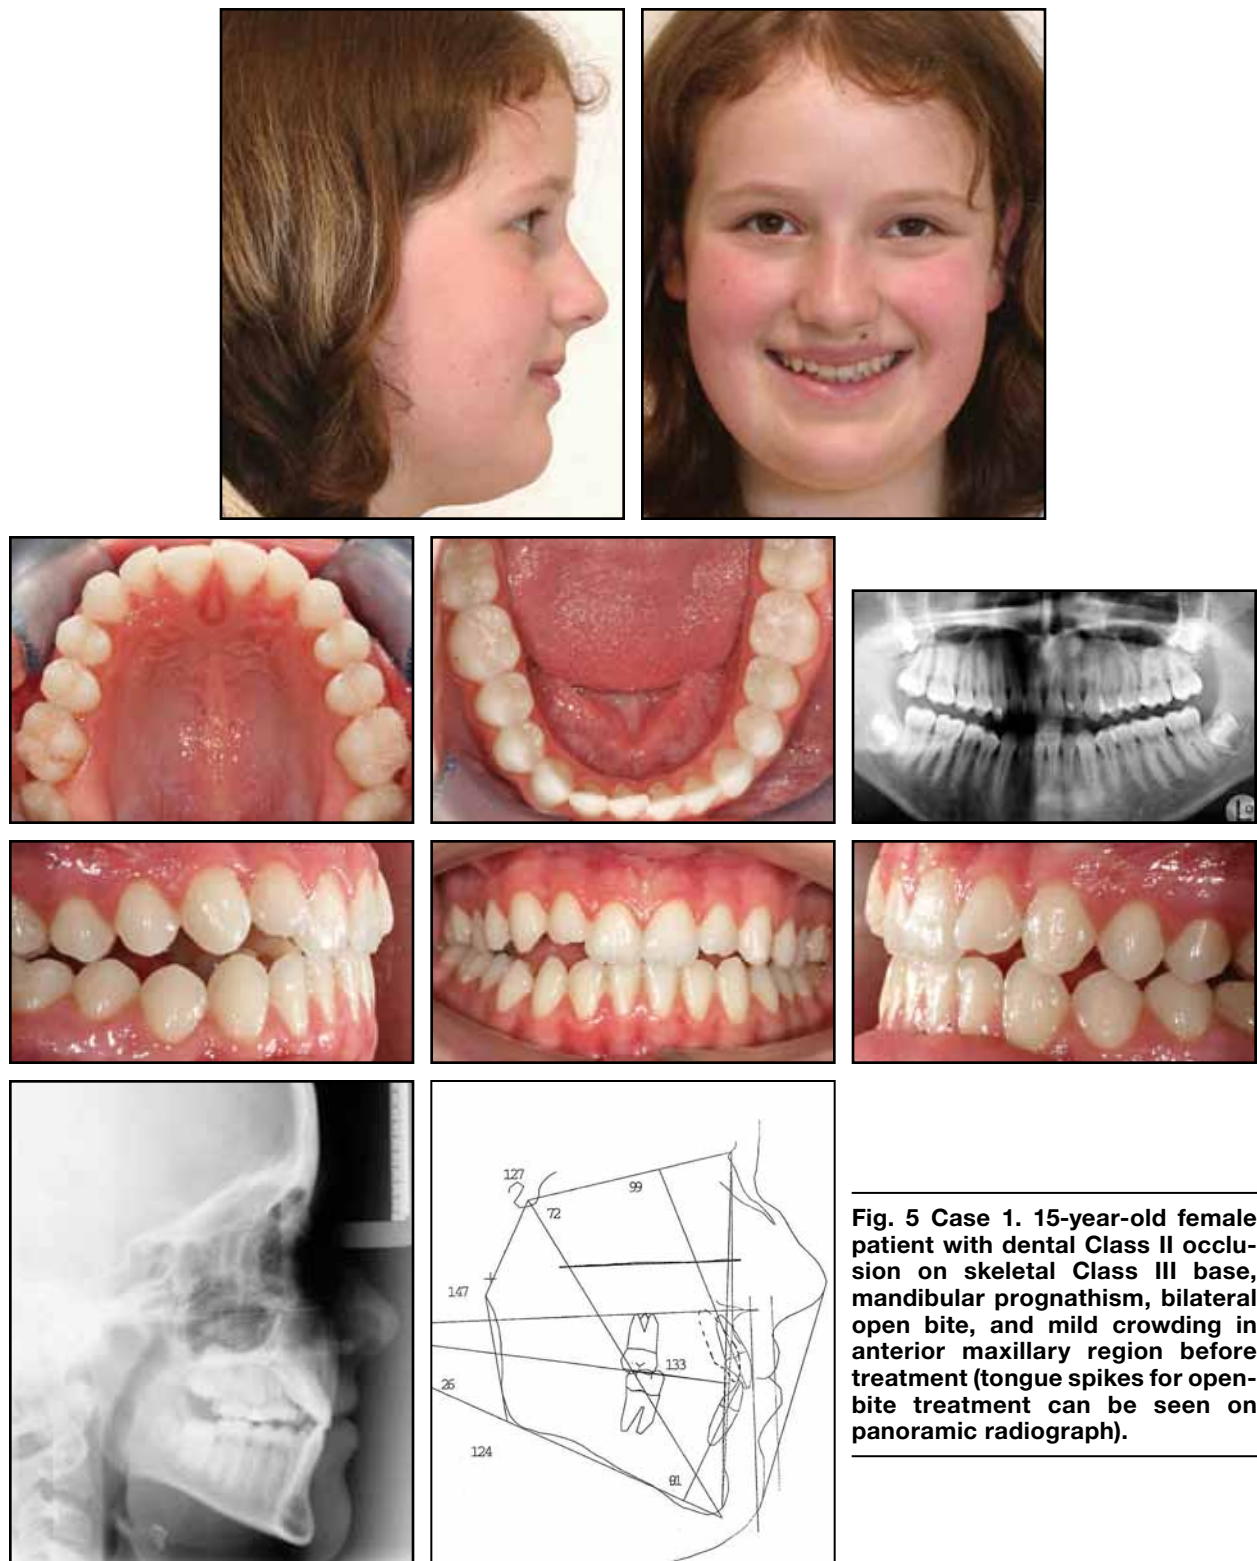 127
99
72
147
133
26
124
81
Fig. 5 Case 1. 15-year-old female
patient with dental Class II occlu-
sion on skeletal Class III base,
mandibular prognathism, bilateral
open bite, and mild crowding in
anterior maxillary region before
treatment (tongue spikes for open-
bite treatment can be seen on
panoramic radiograph).